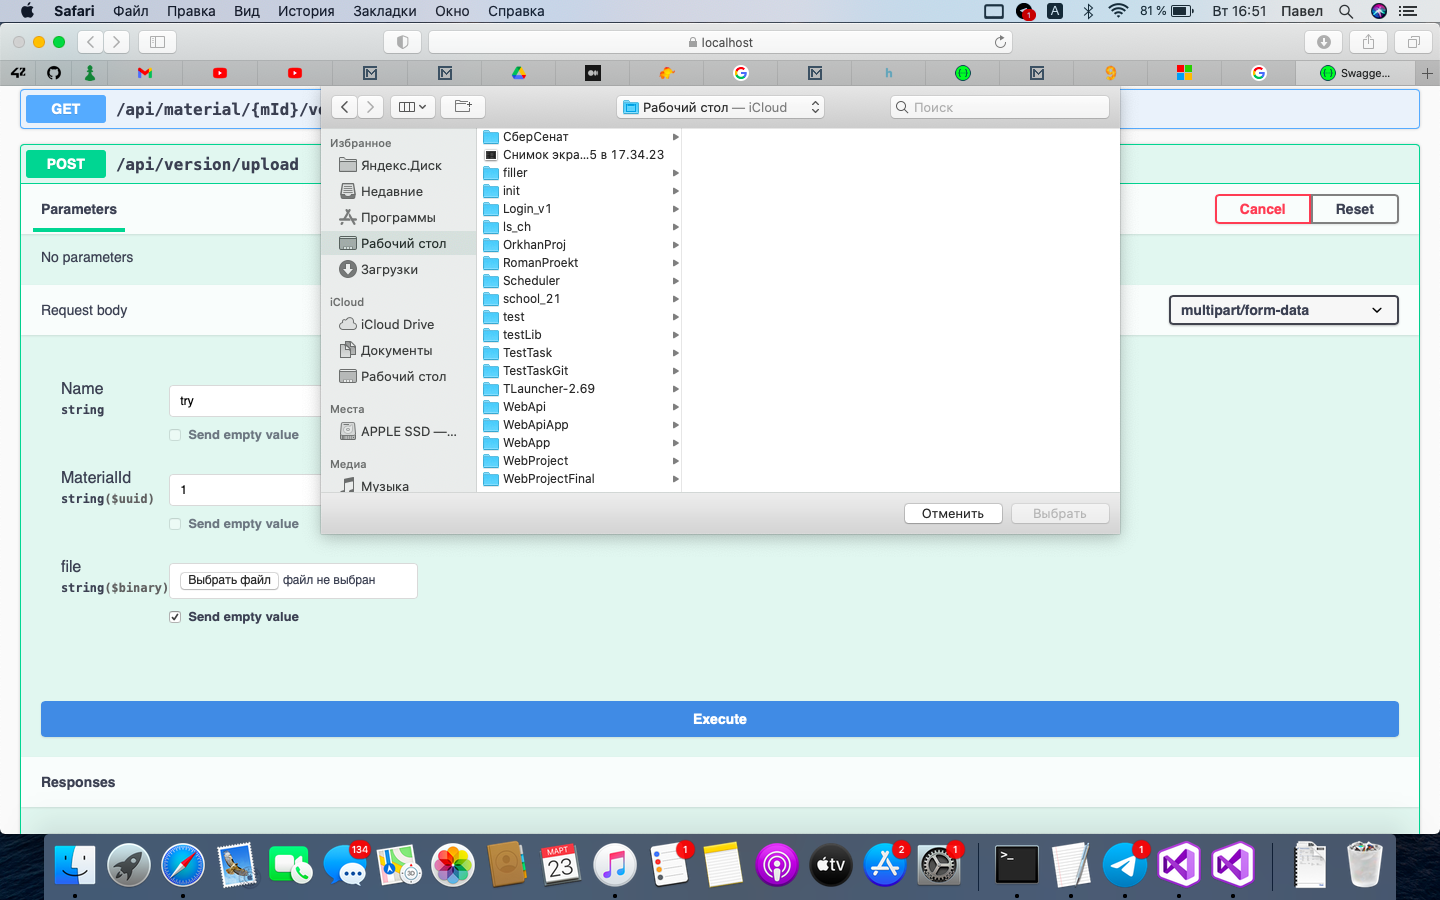 Safari Файл Правка Вид История Закладки Окно Справка 1 A 81 % Вт 16:51 Павел
localhost
42 h Swagge...
GET /api/material/{mId}/ve
POST /api/version/upload
Parameters
Cancel Reset
No parameters
Request body
multipart/form-data
Name
string
try
Send empty value
MaterialId
string($uuid)
1
Send empty value
file
string($binary)
Выбрать файл файл не выбран
Send empty value
Execute
Responses
Рабочий стол — iCloud
Поиск
Избранное
Яндекс.Диск
Недавние
Программы
Рабочий стол
Загрузки
iCloud
iCloud Drive
Документы
Рабочий стол
Места
APPLE SSD —...
Медиа
Музыка
СберСенат
Снимок экра...5 в 17.34.23
filler
init
Login_v1
ls_ch
OrkhanProj
RomanProekt
Scheduler
school_21
test
testLib
TestTask
TestTaskGit
TLauncher-2.69
WebApi
WebApiApp
WebApp
WebProject
WebProjectFinal
Отменить Выбрать
134 3D МАРТ 23 1 tv 2 1 >_ 1